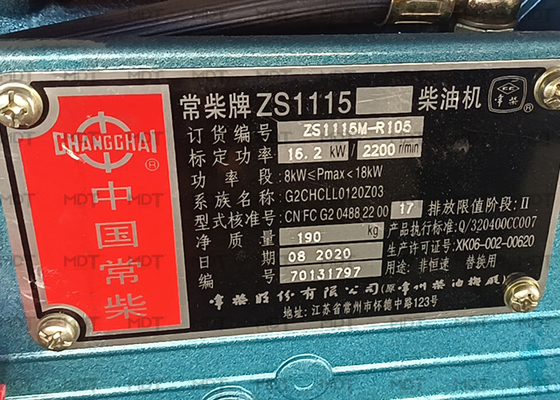 CHANGCHAI
®
中国常柴
常柴牌 ZS1115 柴油机
常柴
订货编号 ZS1115M-R105
标定功率 16.2 kW / 2200 r/min
功率段: 8kW≤Pmax<18kW
系族名称: G2CHCLL0120Z03
型式核准号: CN FC G2 0488 22 00 17 排放限值阶段: II
净质量 190 kg 产品执行标准: Q/320400CC007
日期 08 2020 生产许可证号: XK06-002-00620
编号 70131797 用途: 非恒速 替换用
常柴股份有限公司(原常州柴油机厂)
地址: 江苏省常州市怀德中路123号
MDT